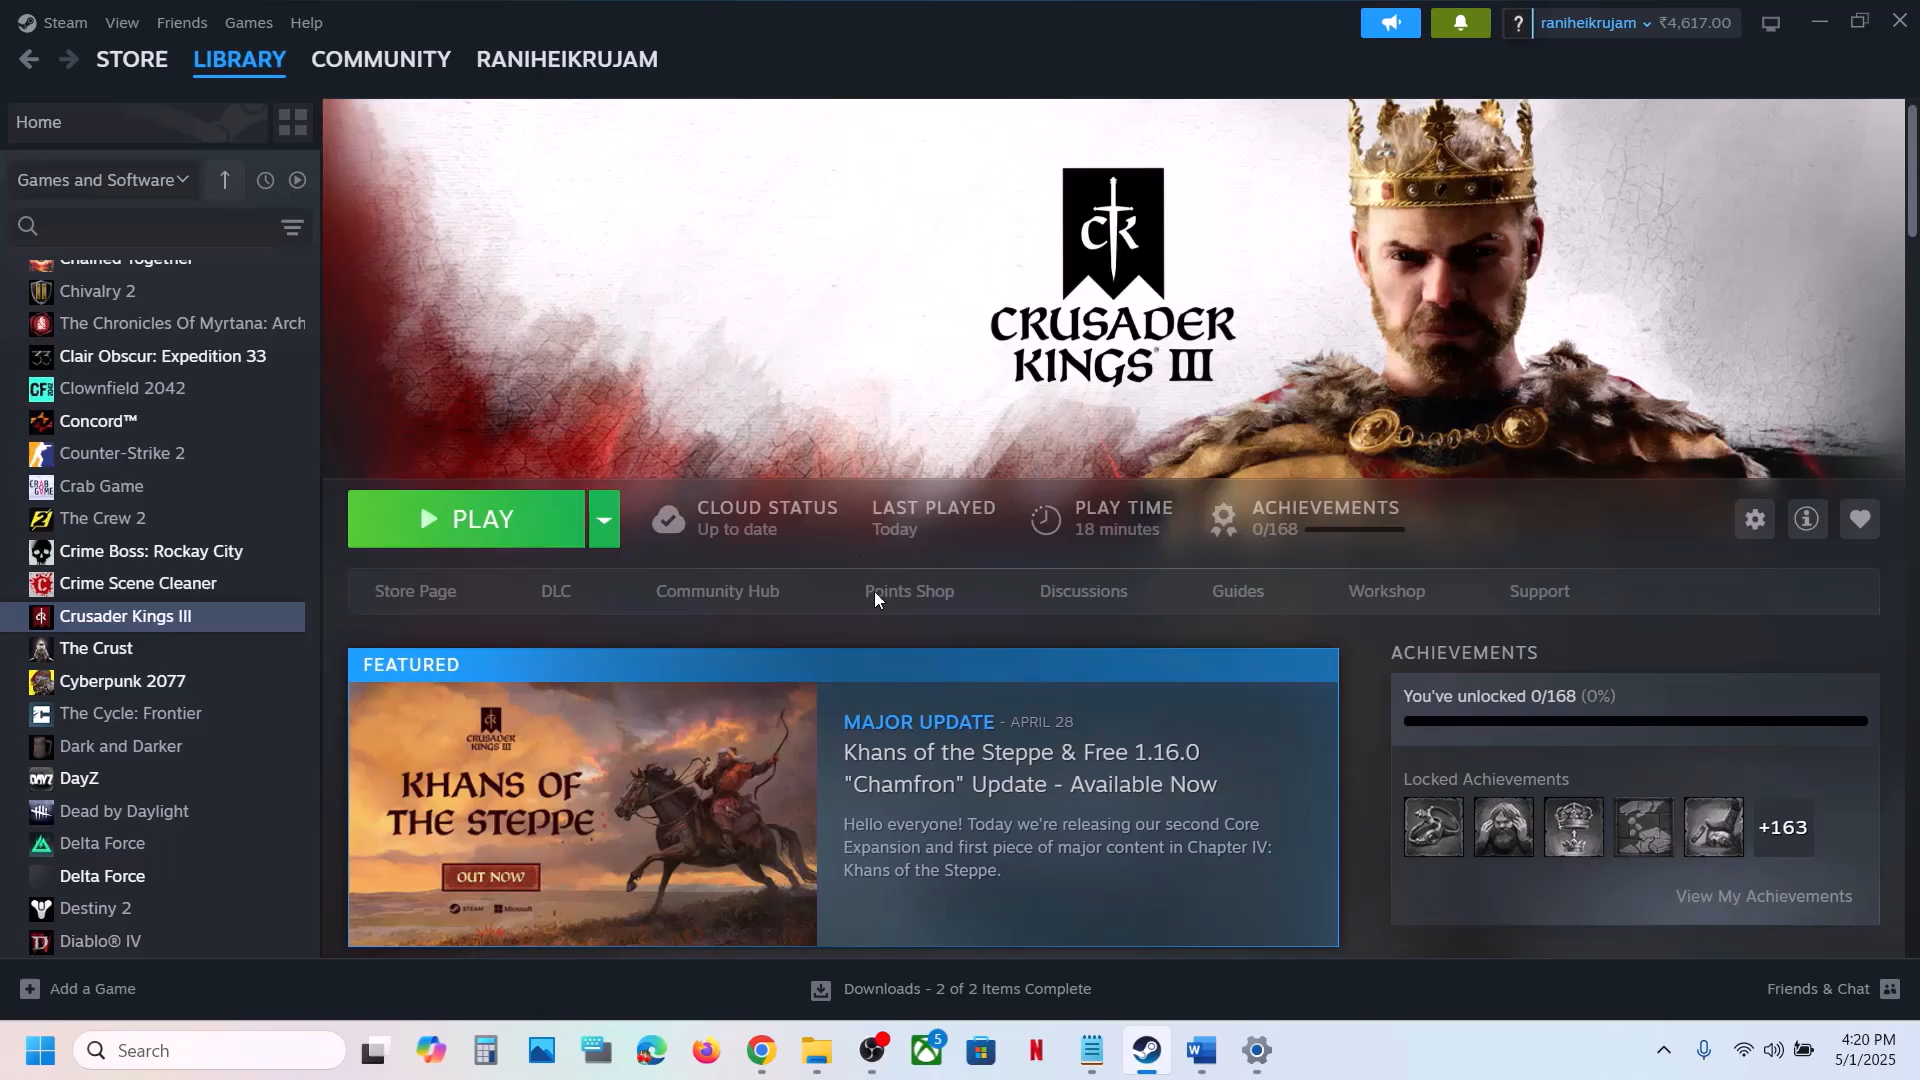 Steam View Friends Games Help
? raniheikrujam ₹4,617.00
STORE LIBRARY COMMUNITY RANIHEIKRUJAM
Home
Games and Software
Chained Together
Chivalry 2
The Chronicles Of Myrtana: Arch
Clair Obscur: Expedition 33
Clownfield 2042
Concord™
Counter-Strike 2
Crab Game
The Crew 2
Crime Boss: Rockay City
Crime Scene Cleaner
Crusader Kings III
The Crust
Cyberpunk 2077
The Cycle: Frontier
Dark and Darker
DayZ
Dead by Daylight
Delta Force
Delta Force
Destiny 2
Diablo® IV
CK
CRUSADER
KINGS III
PLAY
CLOUD STATUS
Up to date
LAST PLAYED
Today
PLAY TIME
18 minutes
ACHIEVEMENTS
0/168
Store Page DLC Community Hub Points Shop Discussions Guides Workshop Support
FEATURED
CRUSADER
KINGS III
KHANS OF
THE STEPPE
OUT NOW
STEAM Microsoft
MAJOR UPDATE - APRIL 28
Khans of the Steppe & Free 1.16.0
"Chamfron" Update - Available Now
Hello everyone! Today we're releasing our second Core
Expansion and first piece of major content in Chapter IV:
Khans of the Steppe.
ACHIEVEMENTS
You've unlocked 0/168 (0%)
Locked Achievements
+163
View My Achievements
Add a Game
Downloads - 2 of 2 Items Complete
Friends & Chat
Search
5
4:20 PM
5/1/2025